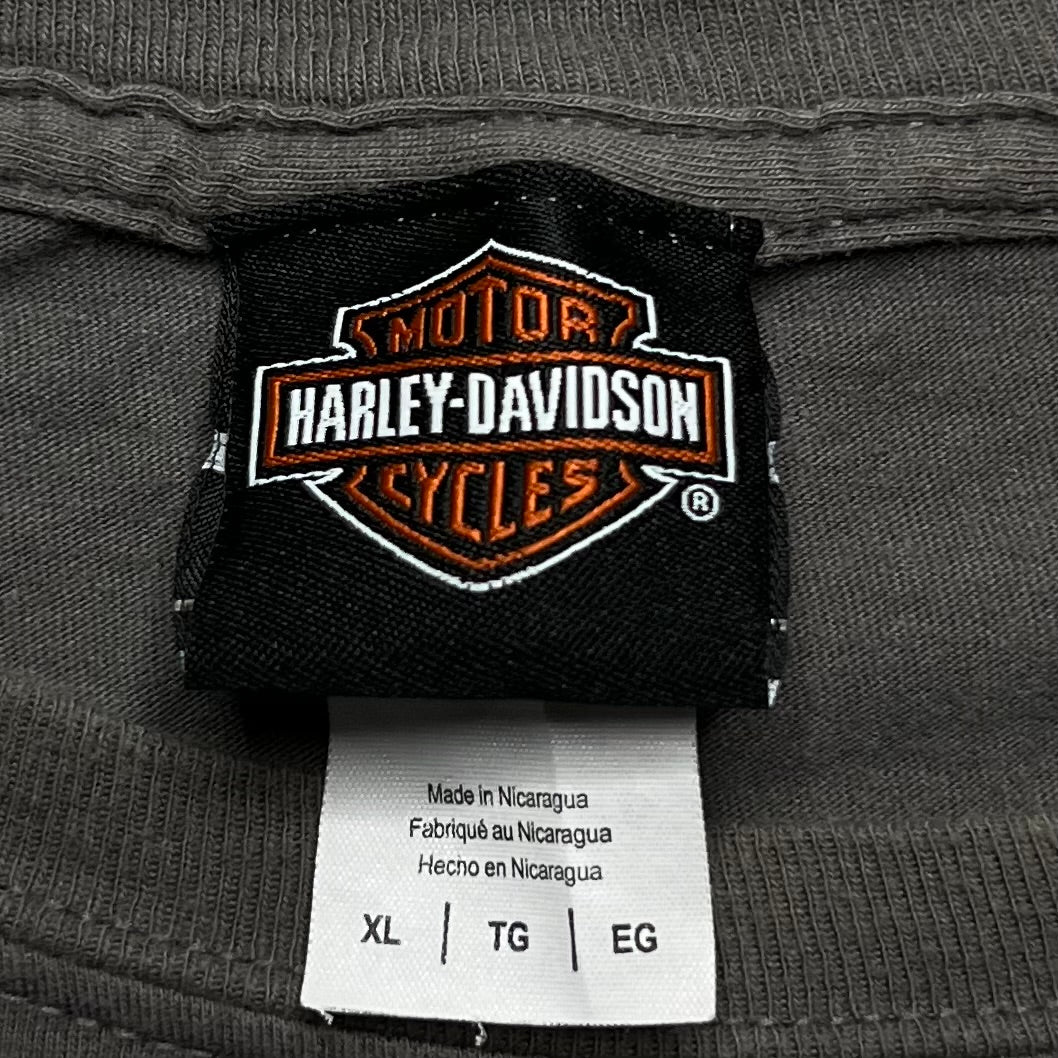 MOTOR
HARLEY-DAVIDSON
CYCLES
®
Made in Nicaragua
Fabriqué au Nicaragua
Hecho en Nicaragua
XL | TG | EG